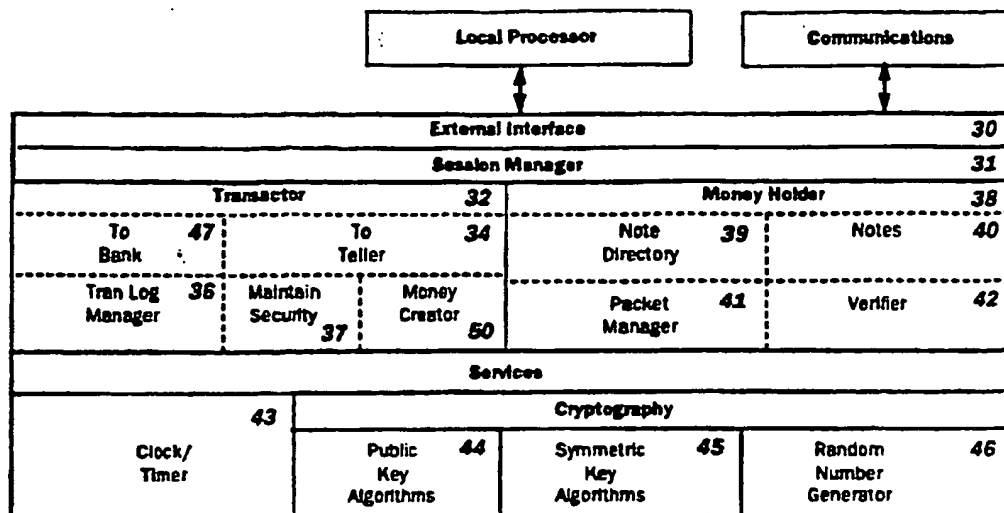 Local Processor
Communications
External Interface 30
Session Manager 31
Transactor 32
Money Holder 38
To Bank 47
To Teller 34
Note Directory 39
Notes 40
Tran Log Manager 36
Maintain Security 37
Money Creator 50
Packet Manager 41
Verifier 42
Services
43
Clock/
Timer
Cryptography
Public Key Algorithms 44
Symmetric Key Algorithms 45
Random Number Generator 46